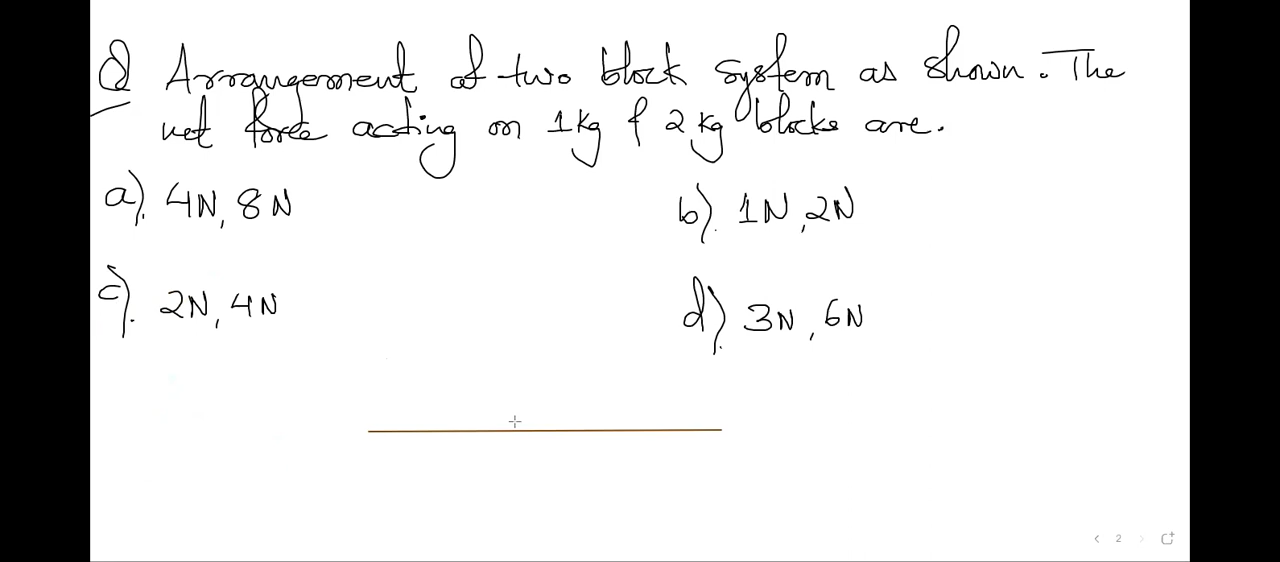 Q Arrangement of two block system as shown. The
net force acting on 1kg & 2kg blocks are.
a). 4N, 8N
b). 1N, 2N
c). 2N, 4N
d). 3N, 6N
< 2 >